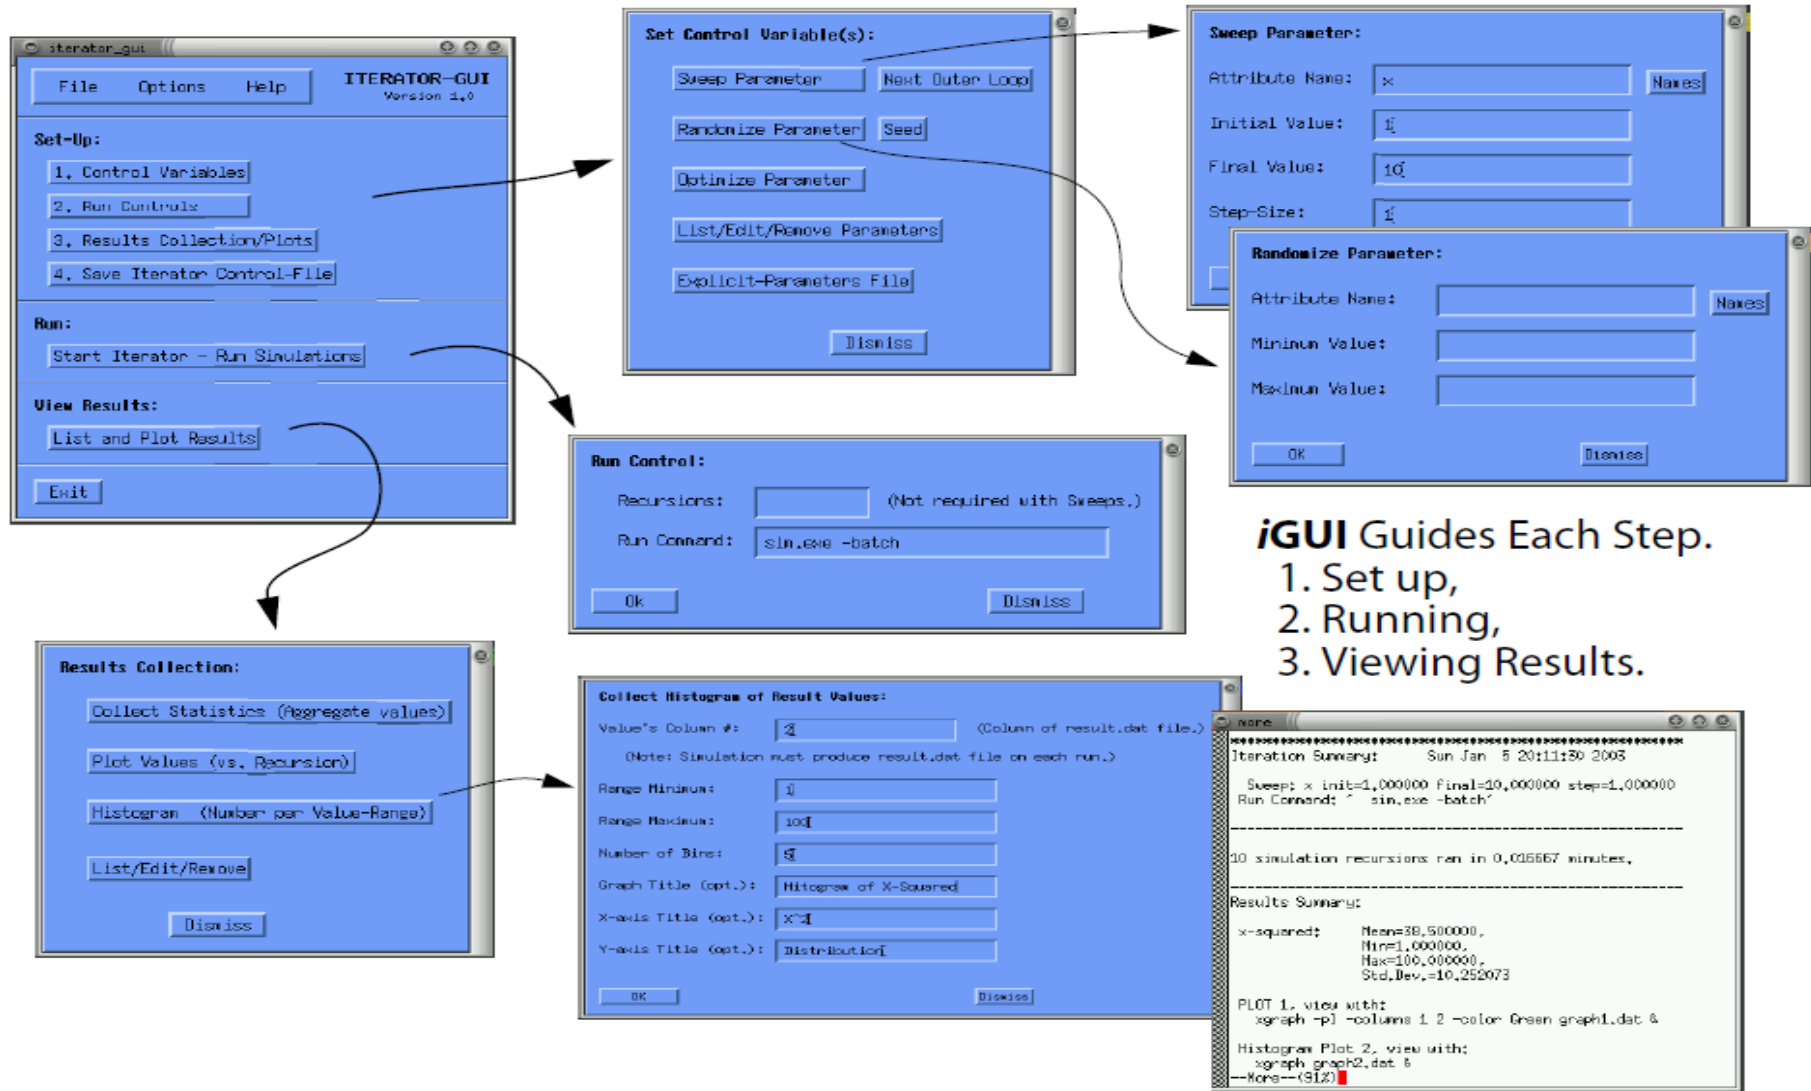 iterator_gui
File Options Help
ITERATOR-GUI
Version 1.0
Set-Up:
1. Control Variables
2. Run Controls
3. Results Collection/Plots
4. Save Iterator Control-File
Run:
Start Iterator - Run Simulations
View Results:
List and Plot Results
Exit
Set Control Variable(s):
Sweep Parameter Next Outer Loop
Randomize Parameter Seed
Optimize Parameter
List/Edit/Remove Parameters
Explicit-Parameters File
Dismiss
Sweep Parameter:
Attribute Name: x Names
Initial Value: 1
Final Value: 10
Step-Size: 1
Randomize Parameter:
Attribute Name: Names
Minimum Value:
Maximum Value:
OK Dismiss
Run Control:
Recursions: (Not required with Sweeps.)
Run Command: sim.exe -batch
Ok Dismiss
iGUI Guides Each Step.
1. Set up,
2. Running,
3. Viewing Results.
Results Collection:
Collect Statistics (Aggregate values)
Plot Values (vs. Recursion)
Histogram (Number per Value-Range)
List/Edit/Remove
Dismiss
Collect Histogram of Result Values:
Value's Column #: 2 (Column of result.dat file.)
(Note: Simulation must produce result.dat file on each run.)
Range Minimum: 1
Range Maximum: 100
Number of Bins: 5
Graph Title (opt.): Hitogram of X-Squared
X-axis Title (opt.): x^2
Y-axis Title (opt.): Distribution
OK Dismiss
more
Iteration Summary: Sun Jan 5 20:11:30 2003
Sweep: x init=1.000000 final=10.000000 step=1.000000
Run Command: ^ sim.exe -batch^
10 simulation recursions ran in 0.016667 minutes.
Results Summary:
x-squared: Mean=38.500000,
Min=1.000000,
Max=100.000000,
Std.Dev.=10.252073
PLOT 1, view with:
xgraph -pl -columns 1 2 -color Green graph1.dat &
Histogram Plot 2, view with:
xgraph graph2.dat &
--More--(91%)